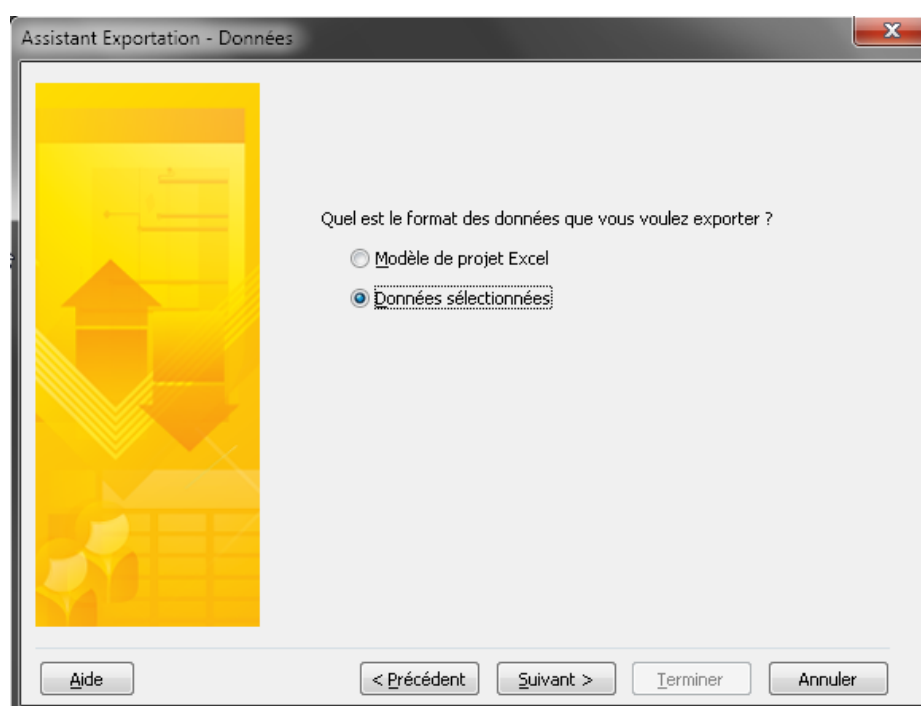 Assistant Exportation - Données
Quel est le format des données que vous voulez exporter ?
Modèle de projet Excel
Données sélectionnées
Aide
< Précédent
Suivant >
Terminer
Annuler